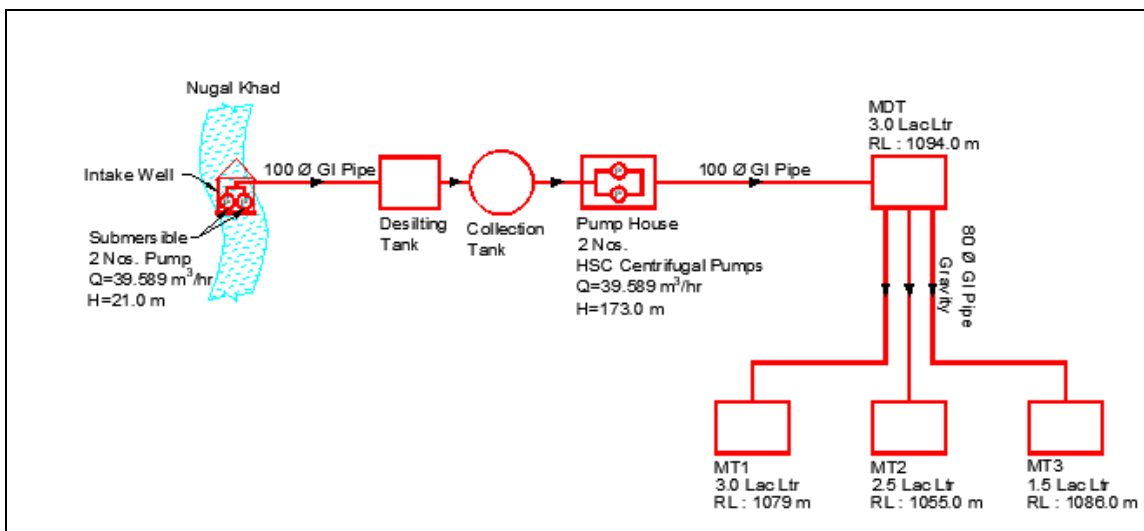 Nugal Khad
Intake Well
100 Ø GI Pipe
Submersible
2 Nos. Pump
Q=39.589 m³/hr
H=21.0 m
Desilting
Tank
Collection
Tank
Pump House
2 Nos.
HSC Centrifugal Pumps
Q=39.589 m³/hr
H=173.0 m
100 Ø GI Pipe
MDT
3.0 Lac Ltr
RL : 1094.0 m
80 Ø GI Pipe
Gravity
MT1
3.0 Lac Ltr
RL : 1079 m
MT2
2.5 Lac Ltr
RL : 1055.0 m
MT3
1.5 Lac Ltr
RL : 1086.0 m